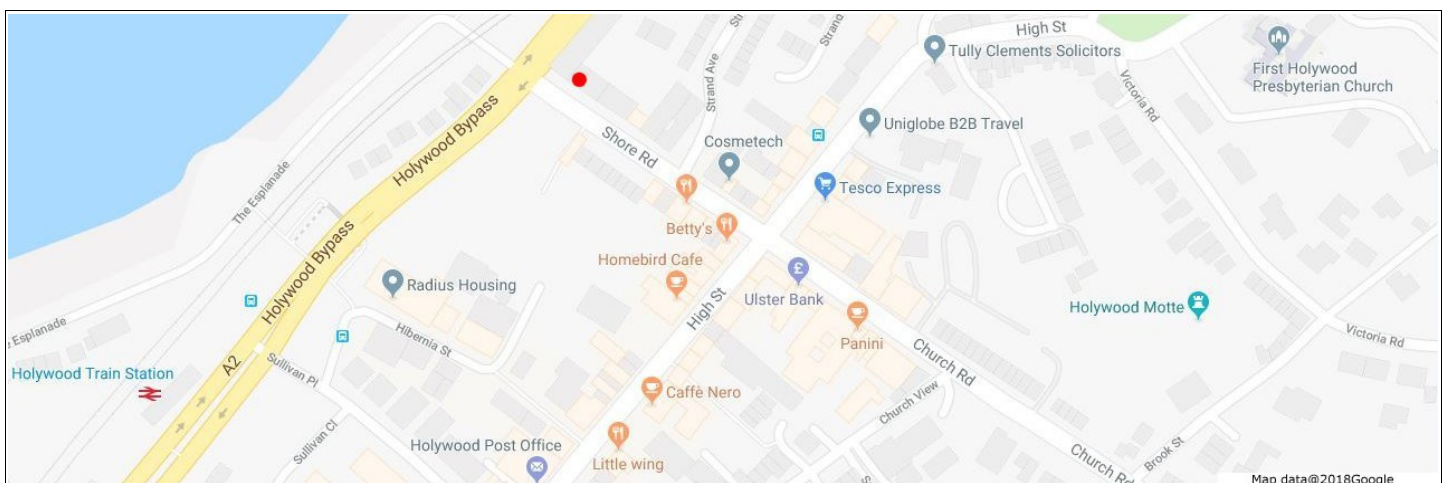 High St
Tully Clements Solicitors
First Holywood
Presbyterian Church
Victoria Rd
Strand Ave
Holywood Bypass
Uniglobe B2B Travel
Shore Rd
Cosmetech
The Esplanade
Tesco Express
Betty's
Holywood Bypass
Homebird Cafe
Radius Housing
£
Ulster Bank
High St
Holywood Motte
Esplanade
Hibernia St
Panini
Church Rd
Victoria Rd
A2
Sullivan Pl
Holywood Train Station
Caffè Nero
Church View
Sullivan Cl
Holywood Post Office
Little wing
Church Rd
Brook St
Map data@2018Google